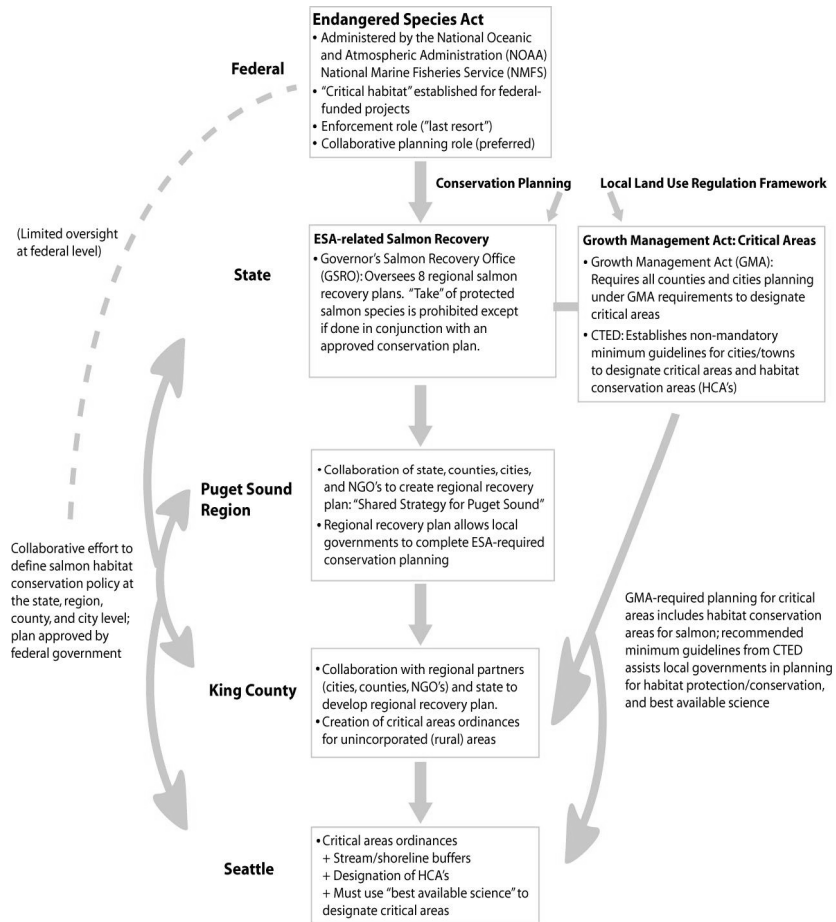 Federal
Endangered Species Act
• Administered by the National Oceanic
and Atmospheric Administration (NOAA)
National Marine Fisheries Service (NMFS)
• “Critical habitat” established for federal-
funded projects
• Enforcement role (“last resort”)
• Collaborative planning role (preferred)
Conservation Planning
Local Land Use Regulation Framework
(Limited oversight
at federal level)
State
ESA-related Salmon Recovery
• Governor’s Salmon Recovery Office
(GSRO): Oversees 8 regional salmon
recovery plans. “Take” of protected
salmon species is prohibited except
if done in conjunction with an
approved conservation plan.
Growth Management Act: Critical Areas
• Growth Management Act (GMA):
Requires all counties and cities planning
under GMA requirements to designate
critical areas
• CTED: Establishes non-mandatory
minimum guidelines for cities/towns
to designate critical areas and habitat
conservation areas (HCA’s)
Puget Sound
Region
• Collaboration of state, counties, cities,
and NGO’s to create regional recovery
plan: “Shared Strategy for Puget Sound”
• Regional recovery plan allows local
governments to complete ESA-required
conservation planning
Collaborative effort to
define salmon habitat
conservation policy at
the state, region,
county, and city level;
plan approved by
federal government
GMA-required planning for critical
areas includes habitat conservation
areas for salmon; recommended
minimum guidelines from CTED
assists local governments in planning
for habitat protection/conservation,
and best available science
King County
• Collaboration with regional partners
(cities, counties, NGO’s) and state to
develop regional recovery plan.
• Creation of critical areas ordinances
for unincorporated (rural) areas
Seattle
• Critical areas ordinances
+ Stream/shoreline buffers
+ Designation of HCA’s
+ Must use “best available science” to
designate critical areas